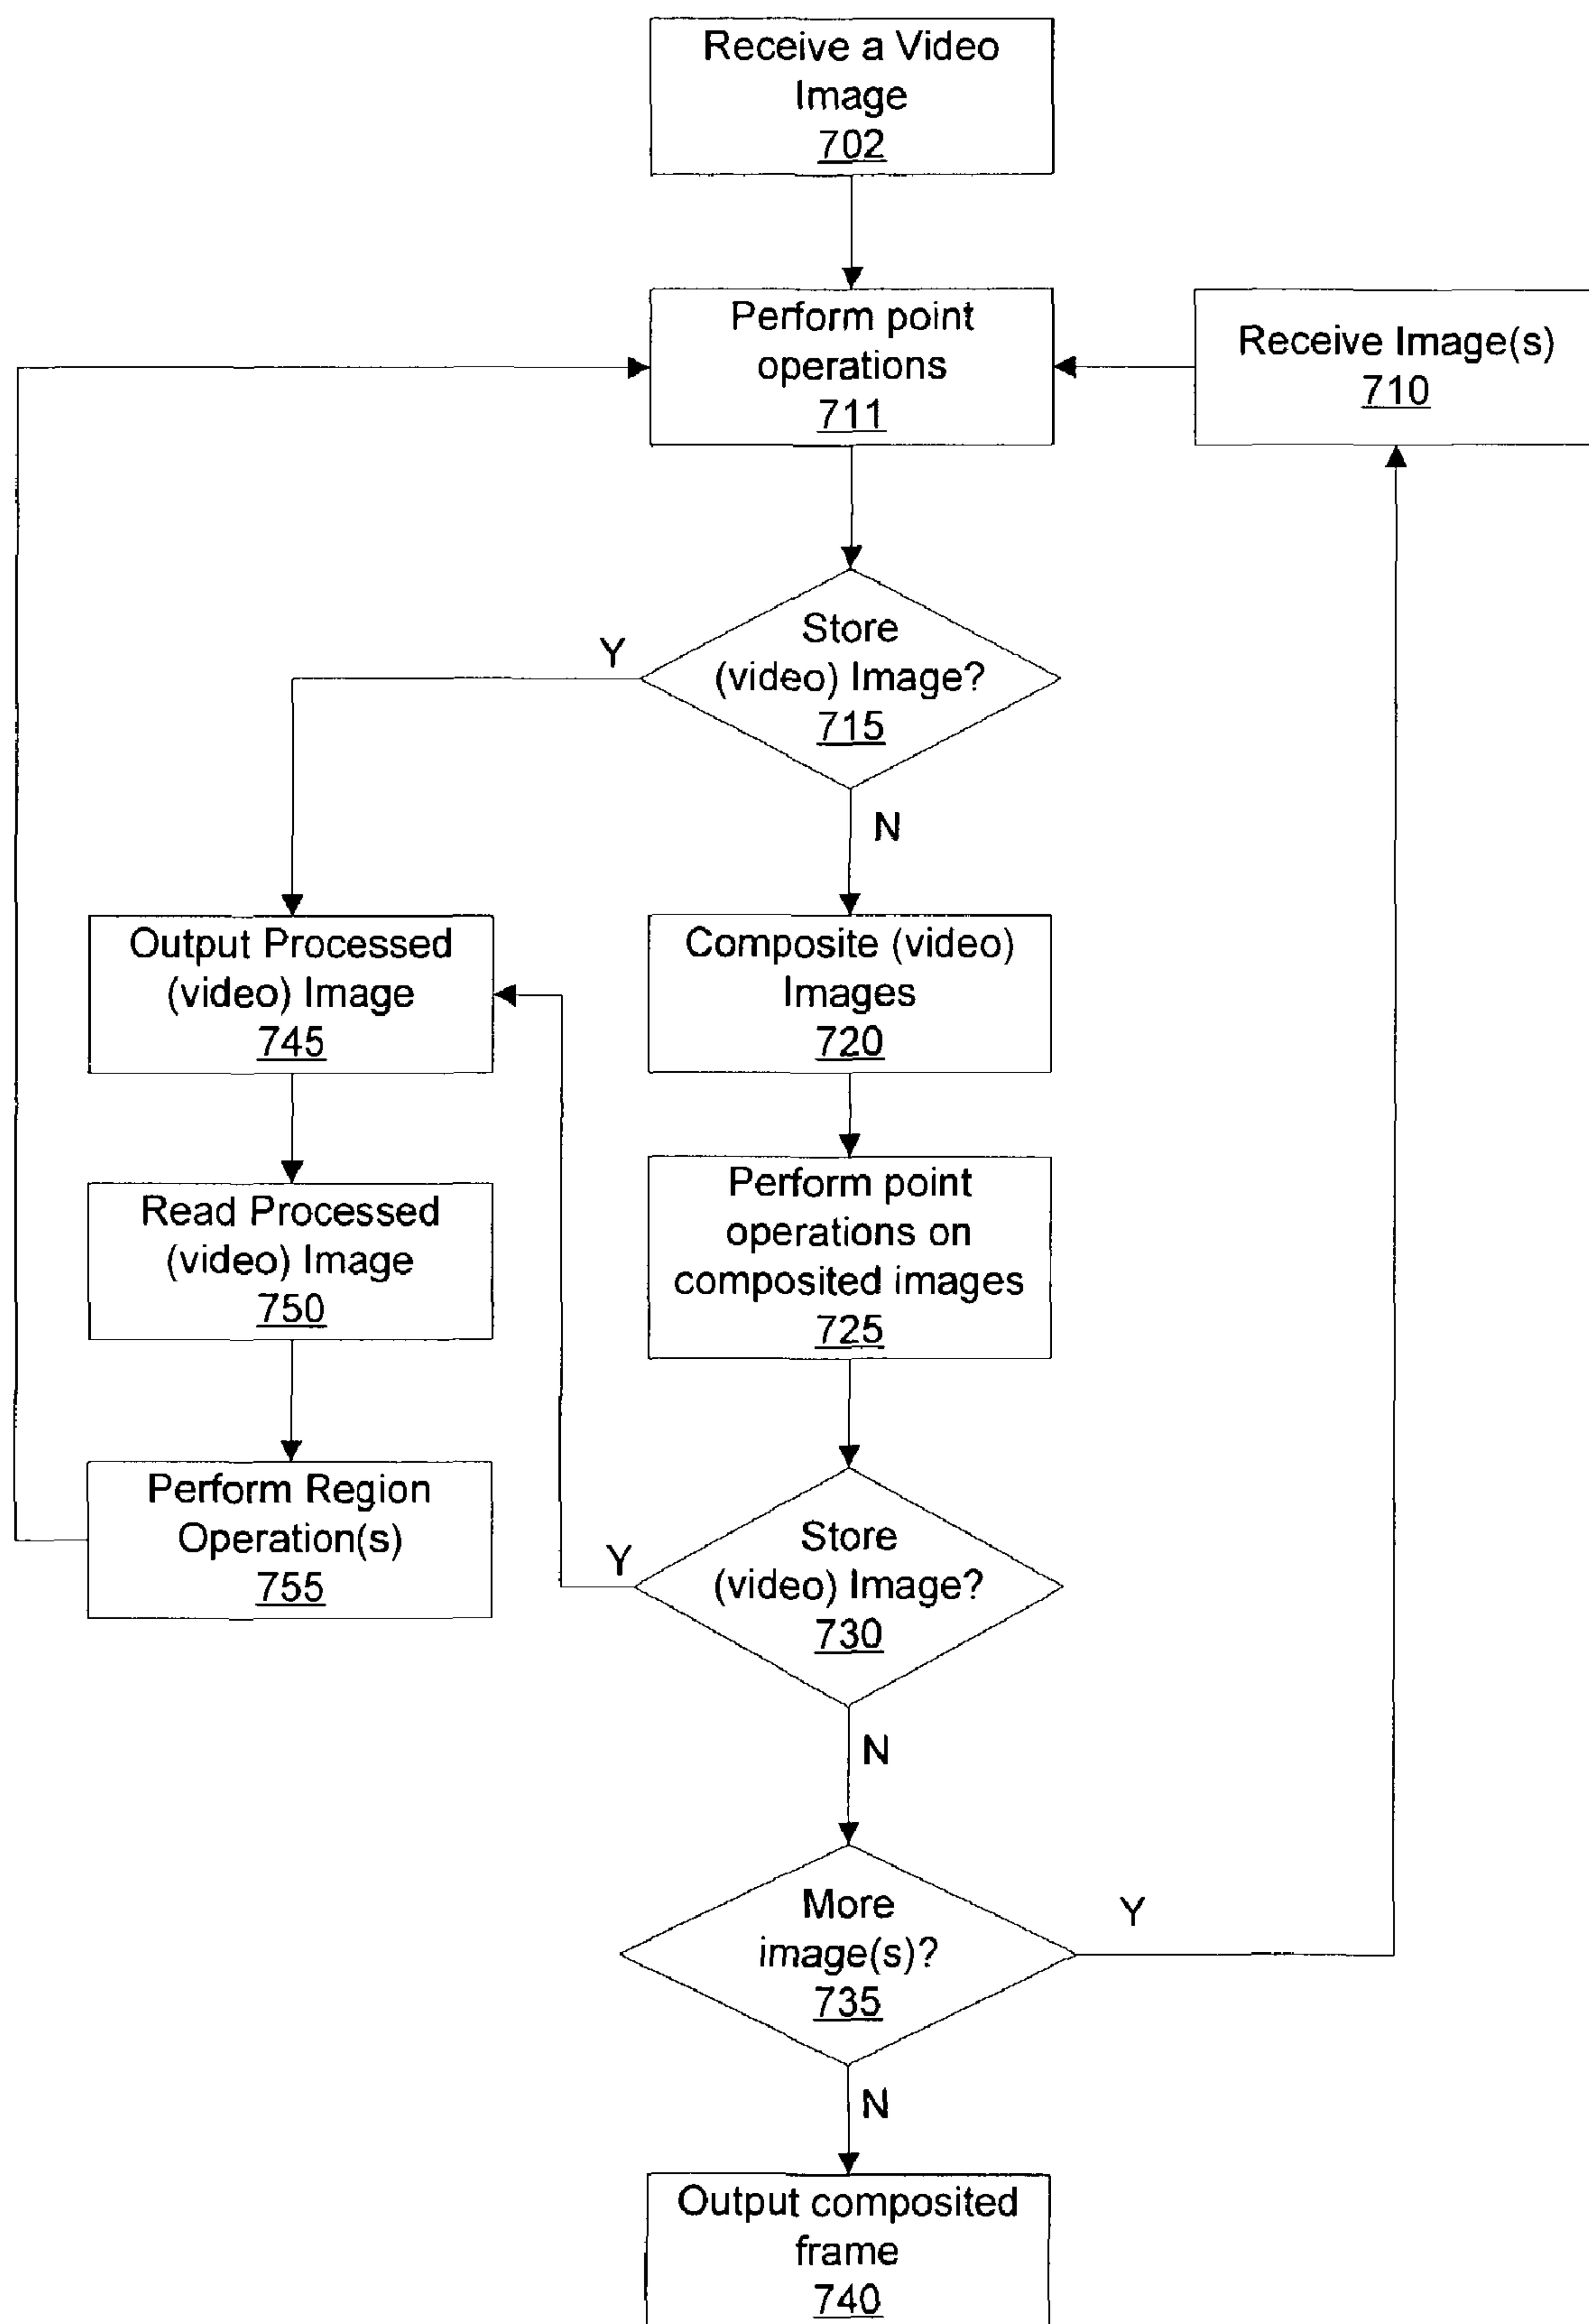 Receive a Video
Image
702
Perform point
operations
711
Receive Image(s)
710
Store
(video) Image?
715
Y
N
Output Processed
(video) Image
745
Composite (video)
Images
720
Read Processed
(video) Image
750
Perform point
operations on
composited images
725
Perform Region
Operation(s)
755
Store
(video) Image?
730
Y
N
More
image(s)?
735
Y
N
Output composited
frame
740